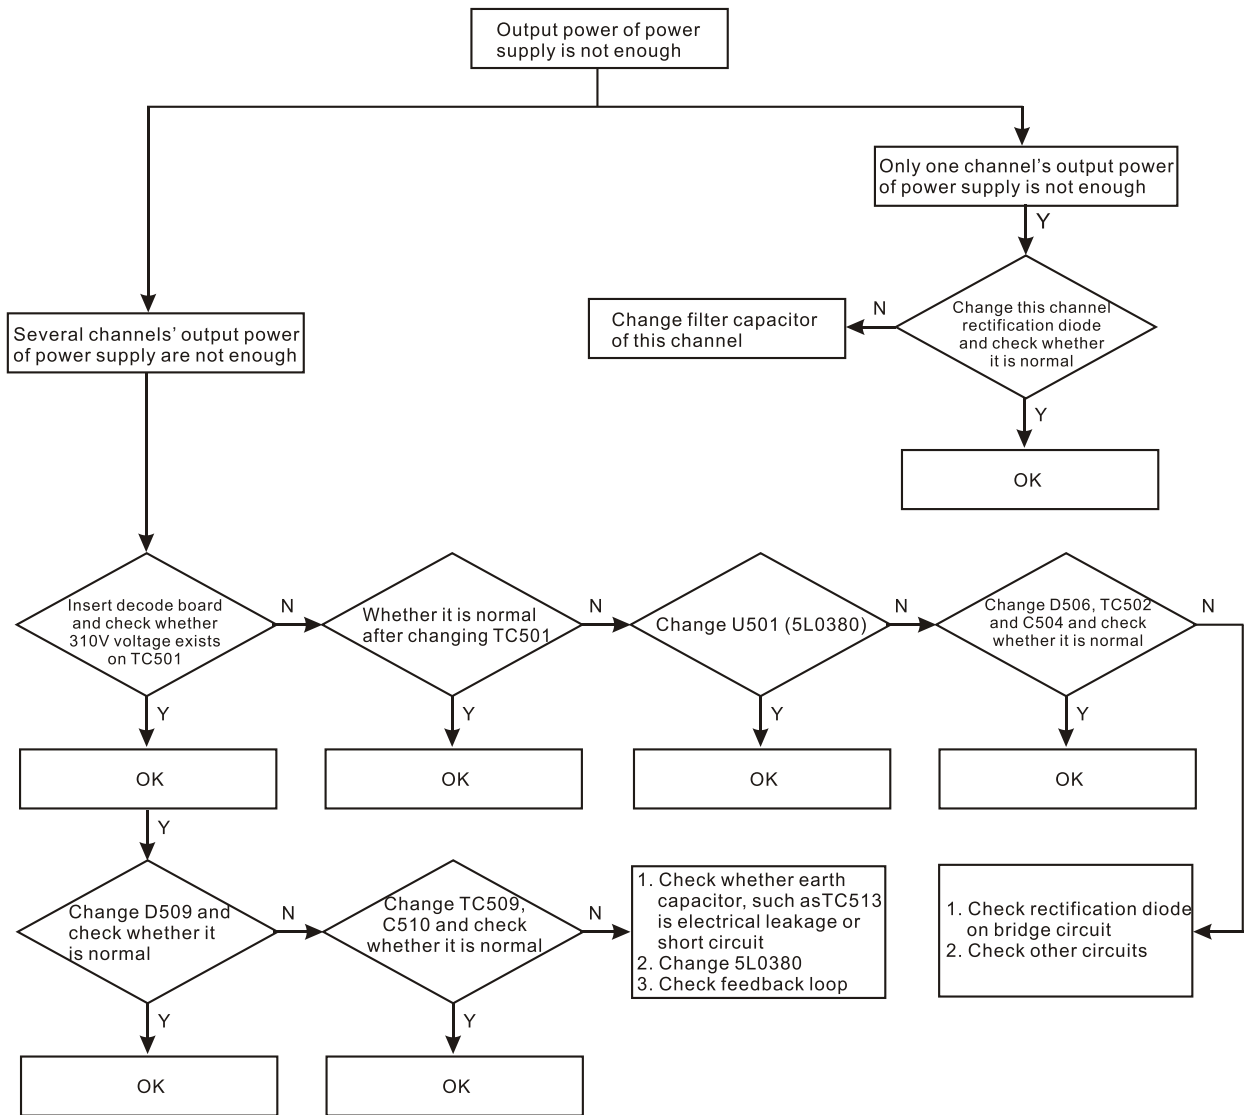 Output power of power
supply is not enough
Only one channel's output power
of power supply is not enough
Y
Change this channel
rectification diode
and check whether
it is normal
N
Change filter capacitor
of this channel
Y
OK
Several channels' output power
of power supply are not enough
Insert decode board
and check whether
310V voltage exists
on TC501
N
Whether it is normal
after changing TC501
N
Change U501 (5L0380)
N
Change D506, TC502
and C504 and check
whether it is normal
N
Y
Y
Y
Y
OK
OK
OK
OK
Y
Change D509 and
check whether it
is normal
N
Change TC509,
C510 and check
whether it is normal
N
1. Check whether earth
capacitor, such asTC513
is electrical leakage or
short circuit
2. Change 5L0380
3. Check feedback loop
1. Check rectification diode
on bridge circuit
2. Check other circuits
Y
Y
OK
OK